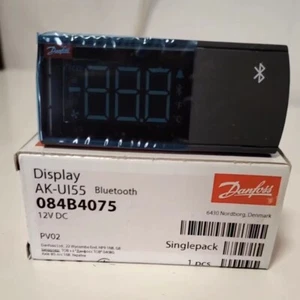 Danfoss
Display
AK-UI55 Bluetooth
084B4075
12V DC
PV02
Danfoss
6430 Nordborg, Denmark
Singlepack
1 pcs